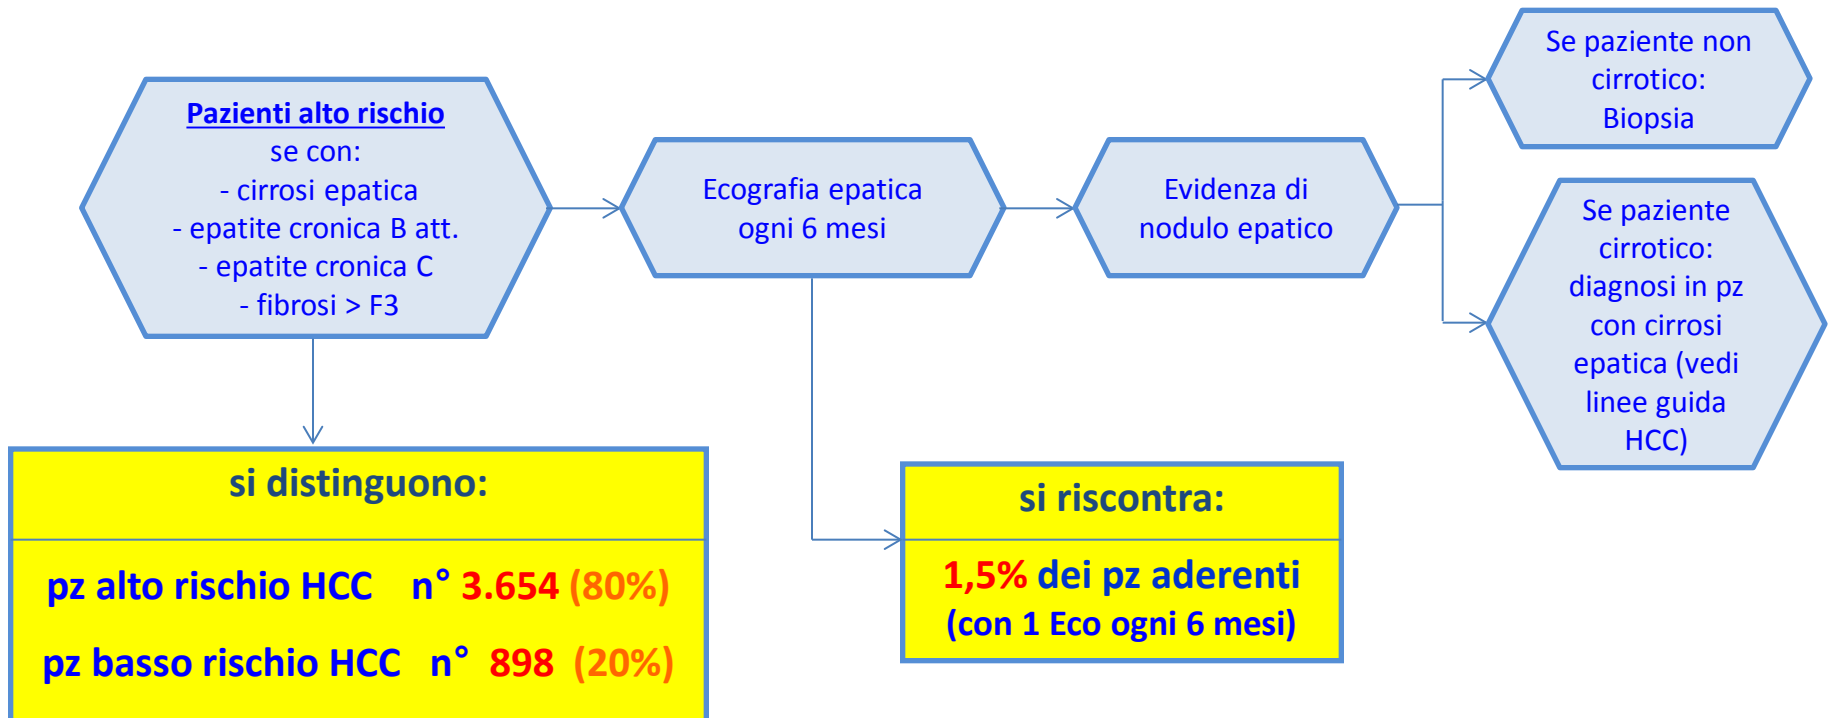 Pazienti alto rischio
se con:
- cirrosi epatica
- epatite cronica B att.
- epatite cronica C
- fibrosi > F3
Ecografia epatica
ogni 6 mesi
Evidenza di
nodulo epatico
Se paziente non
cirrotico:
Biopsia
Se paziente
cirrotico:
diagnosi in pz
con cirrosi
epatica (vedi
linee guida
HCC)
si distinguono:
pz alto rischio HCC n° 3.654 (80%)
pz basso rischio HCC n° 898 (20%)
si riscontra:
1,5% dei pz aderenti
(con 1 Eco ogni 6 mesi)